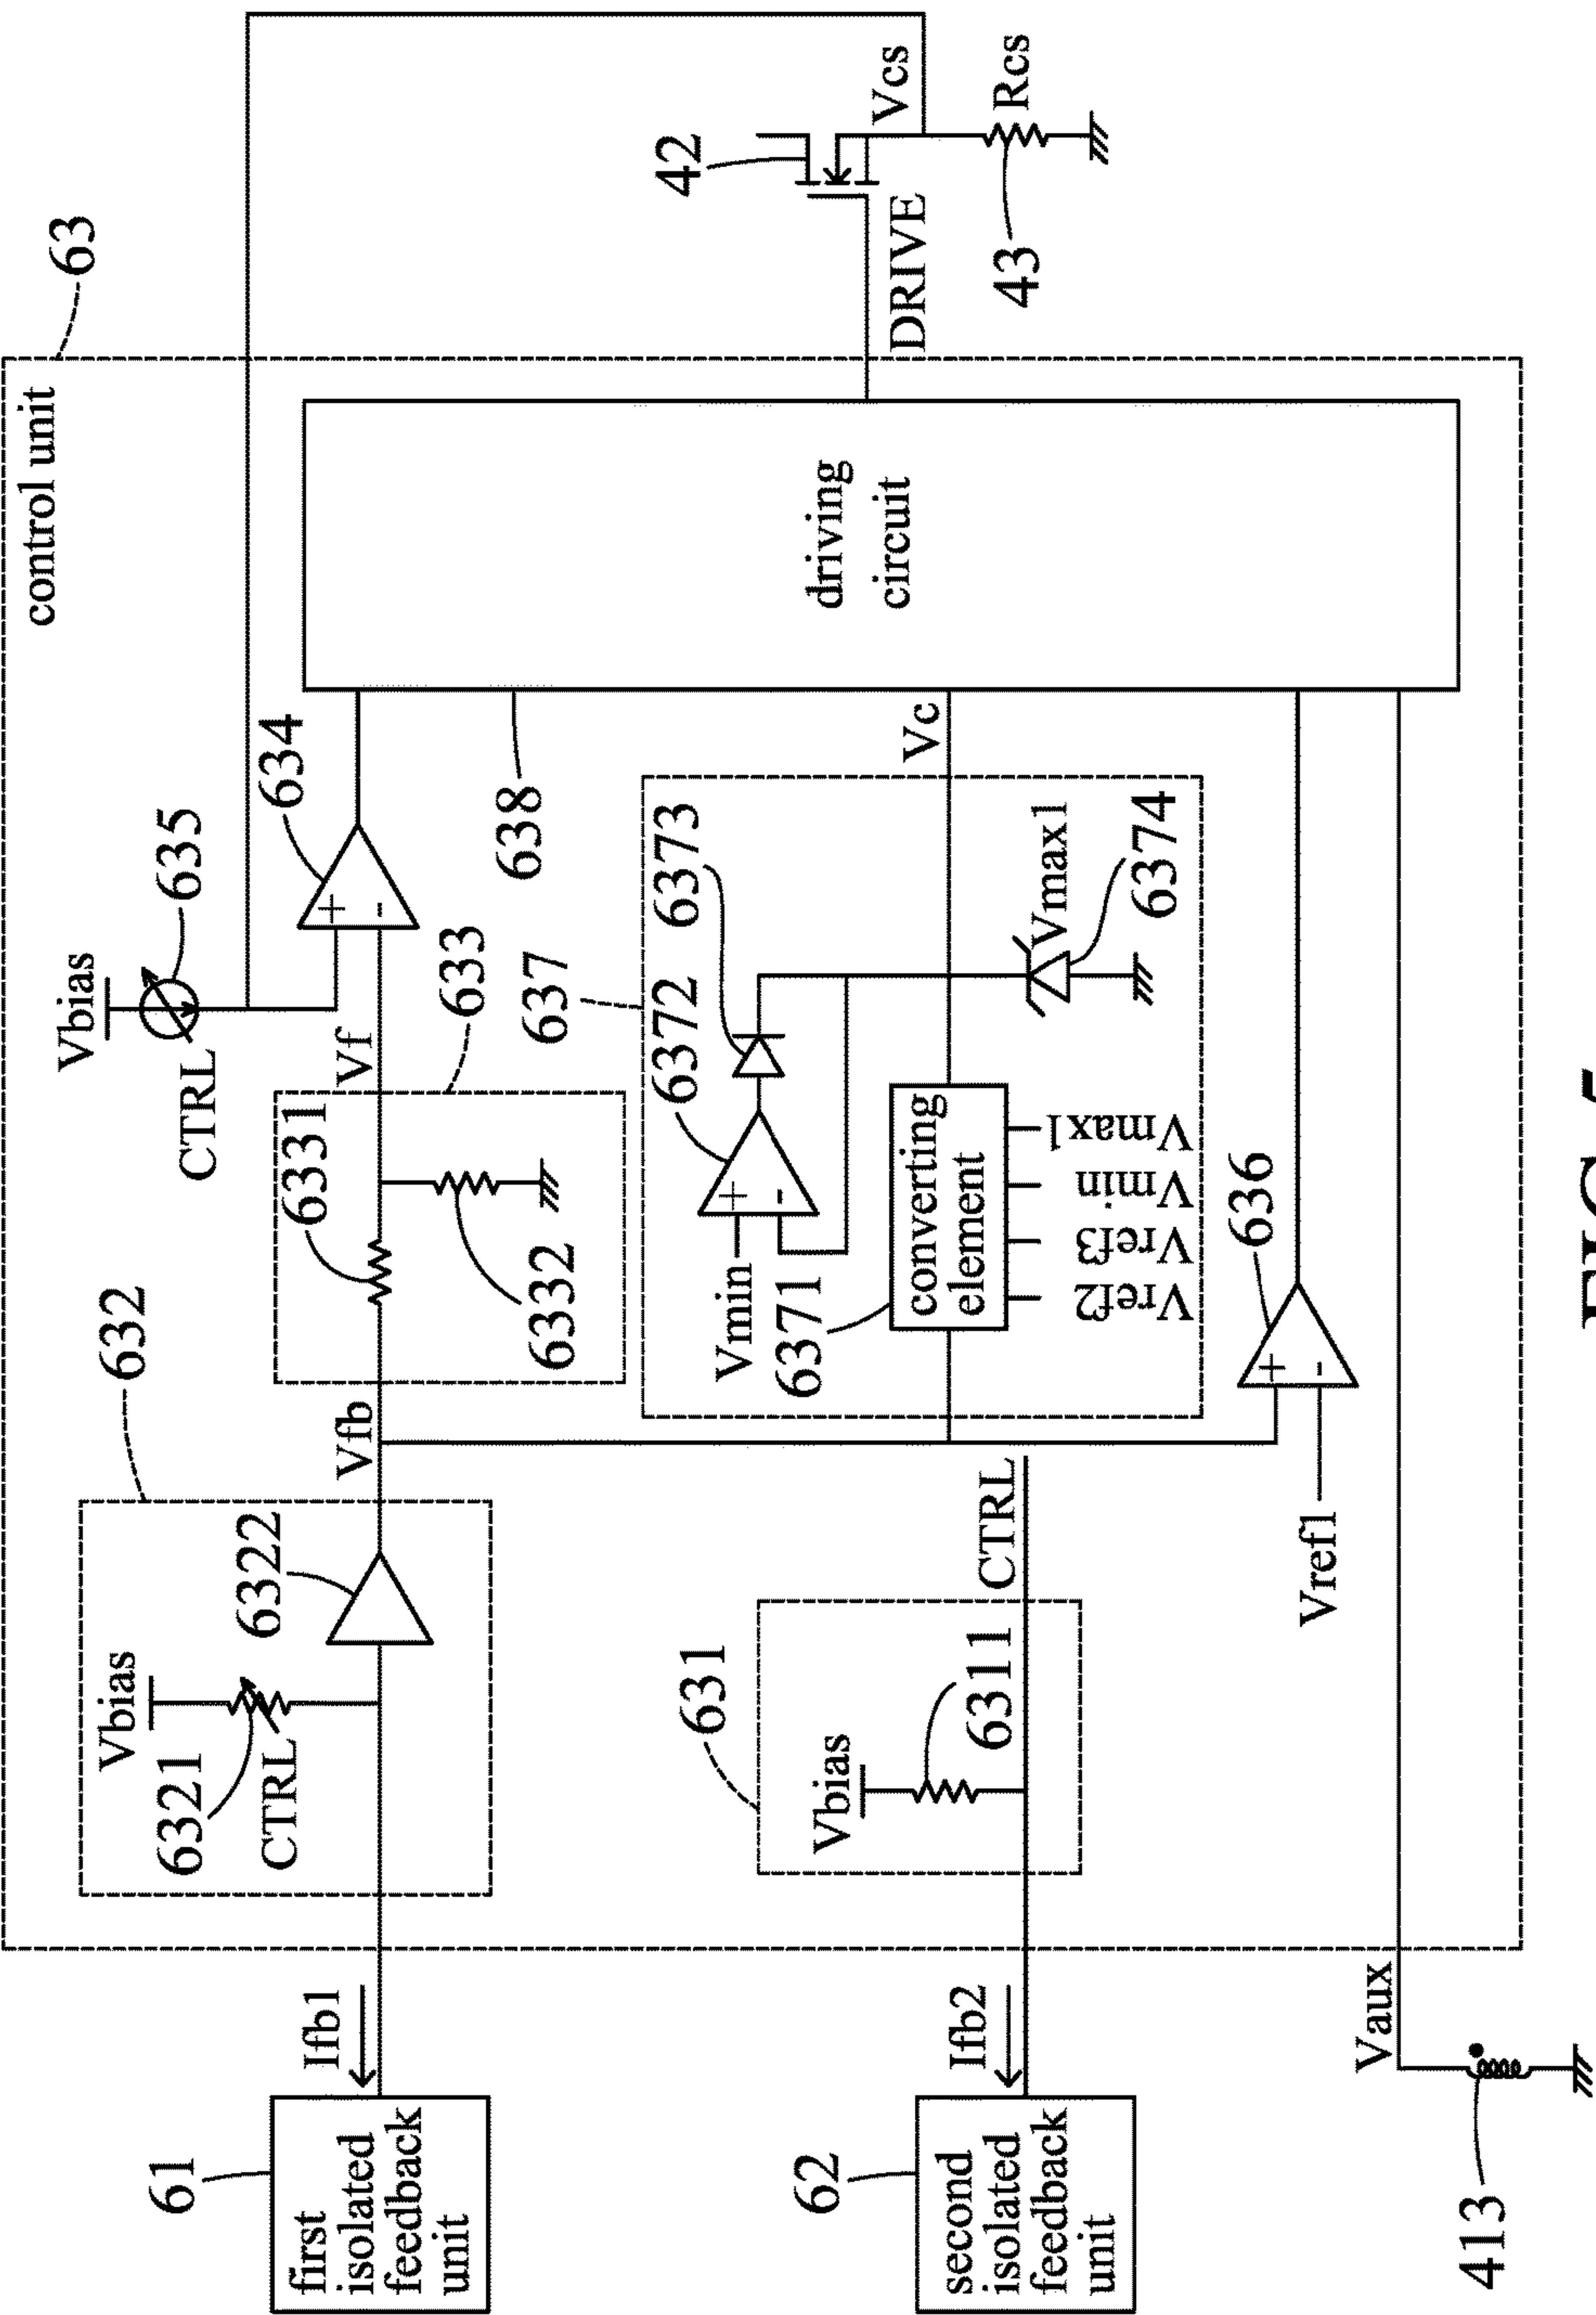 control unit
63
632
Vbias
6321
CTRL
6322
Vfb
61
first
isolated
feedback
unit
Ifb1
6331
6332
633
Vf
Vbias
CTRL
635
634
638
driving
circuit
Vcs
42
DRIVE
43
Rcs
637
6372
6373
Vmin
6371
converting
element
Vref2
Vref3
Vmin
Vmax1
Vmax1
6374
Vc
62
second
isolated
feedback
unit
Ifb2
631
Vbias
6311
CTRL
636
Vref1
Vaux
413